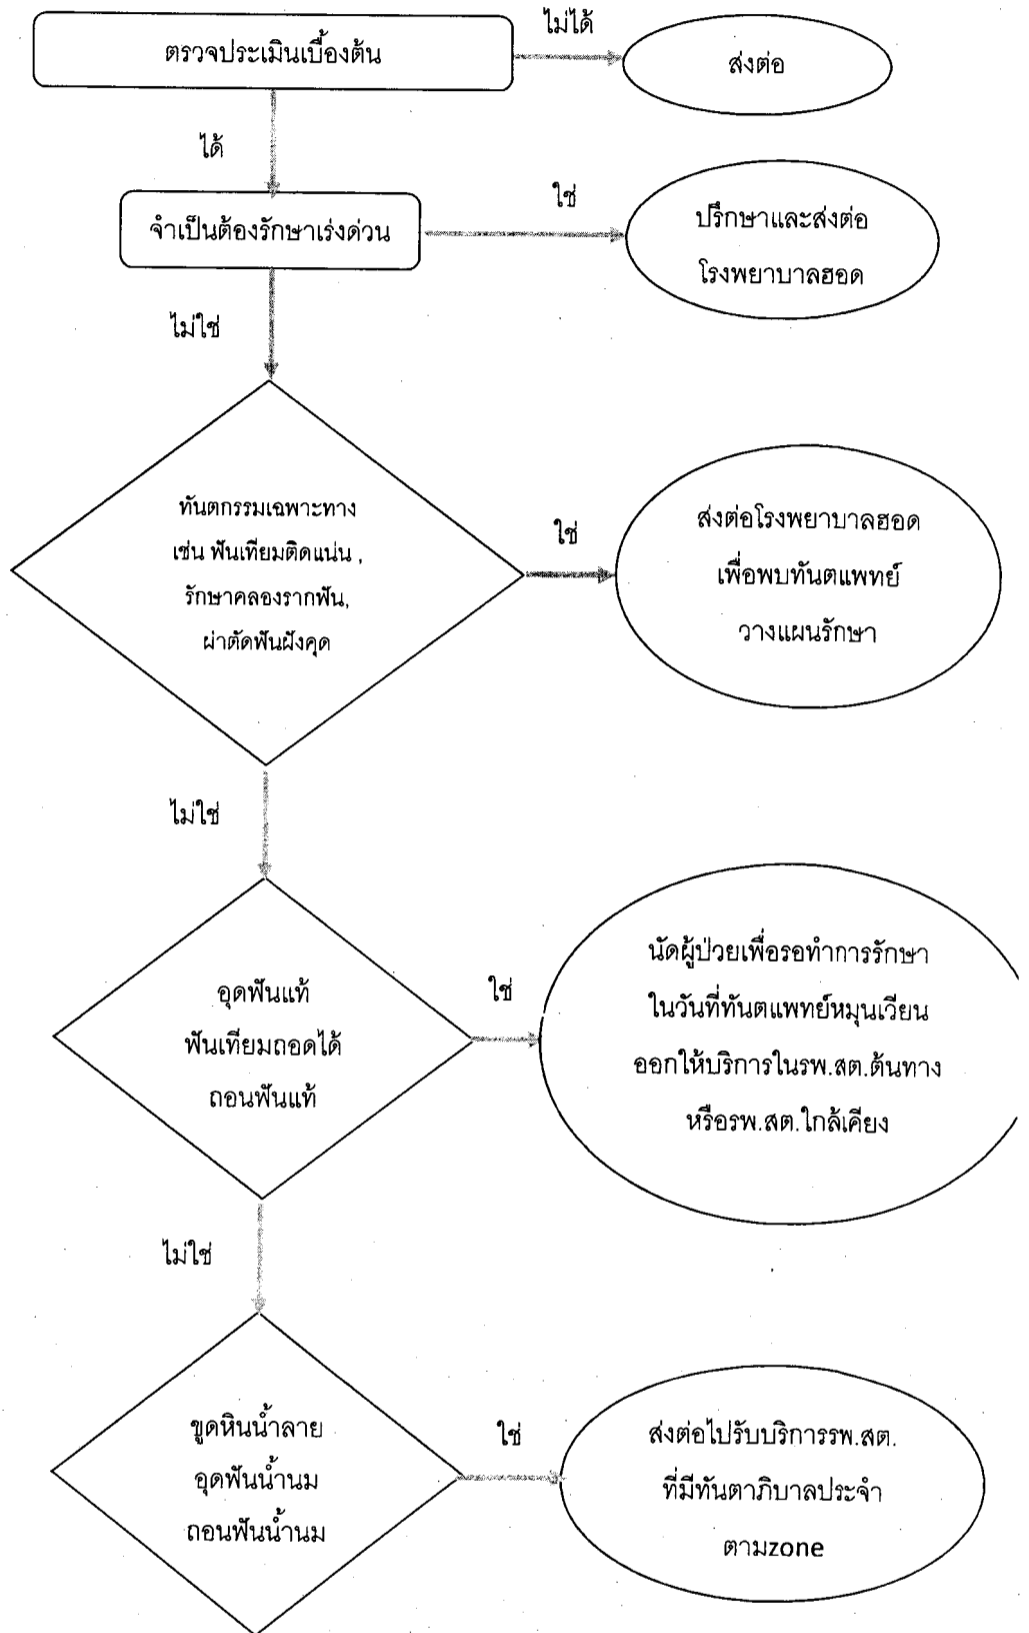 ตรวจประเมินเบื้องต้น
ไม่ได้
ส่งต่อ
ได้
จำเป็นต้องรักษาเร่งด่วน
ใช่
ปรึกษาและส่งต่อ
โรงพยาบาลฮอด
ไม่ใช่
ทันตกรรมเฉพาะทาง
เช่น ฟันเทียมติดแน่น ,
รักษาคลองรากฟัน,
ผ่าตัดฟันฝังคุด
ใช่
ส่งต่อโรงพยาบาลฮอด
เพื่อพบทันตแพทย์
วางแผนรักษา
ไม่ใช่
อุดฟันแท้
ฟันเทียมถอดได้
ถอนฟันแท้
ใช่
นัดผู้ป่วยเพื่อรอทำการรักษา
ในวันที่ทันตแพทย์หมุนเวียน
ออกให้บริการในรพ.สต.ต้นทาง
หรือรพ.สต.ใกล้เคียง
ไม่ใช่
ขูดหินน้ำลาย
อุดฟันน้ำนม
ถอนฟันน้ำนม
ใช่
ส่งต่อไปรับบริการรพ.สต.
ที่มีทันตาภิบาลประจำ
ตามzone